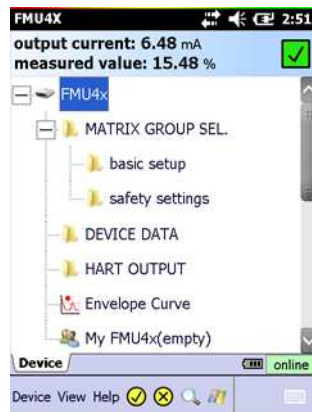 FMU4X 2:51
output current: 6.48 mA
measured value: 15.48 %
FMU4x
MATRIX GROUP SEL.
basic setup
safety settings
DEVICE DATA
HART OUTPUT
Envelope Curve
My FMU4x(empty)
Device online
Device View Help